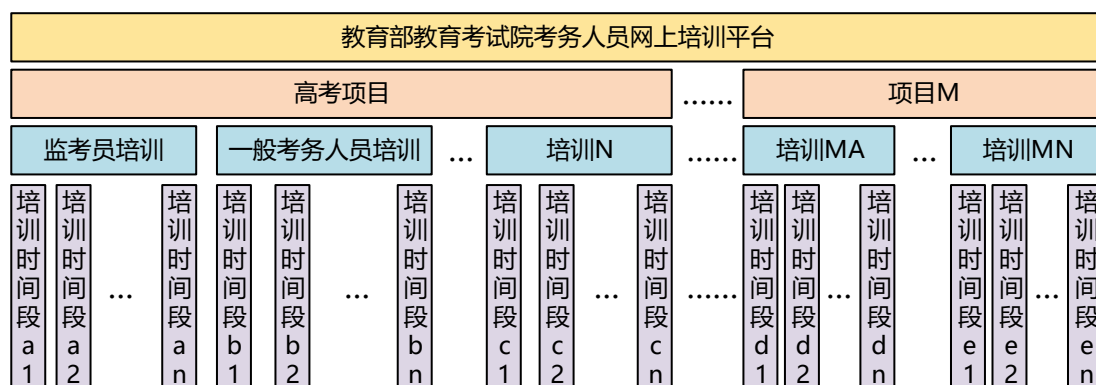 教育部教育考试院考务人员网上培训平台
高考项目 …… 项目M
监考员培训 一般考务人员培训 … 培训N …… 培训MA … 培训MN
培训时间段a1
培训时间段a2
…
培训时间段an
培训时间段b1
培训时间段b2
…
培训时间段bn
培训时间段c1
培训时间段c2
…
培训时间段cn
……
培训时间段d1
培训时间段d2
…
培训时间段dn
培训时间段e1
培训时间段e2
…
培训时间段en